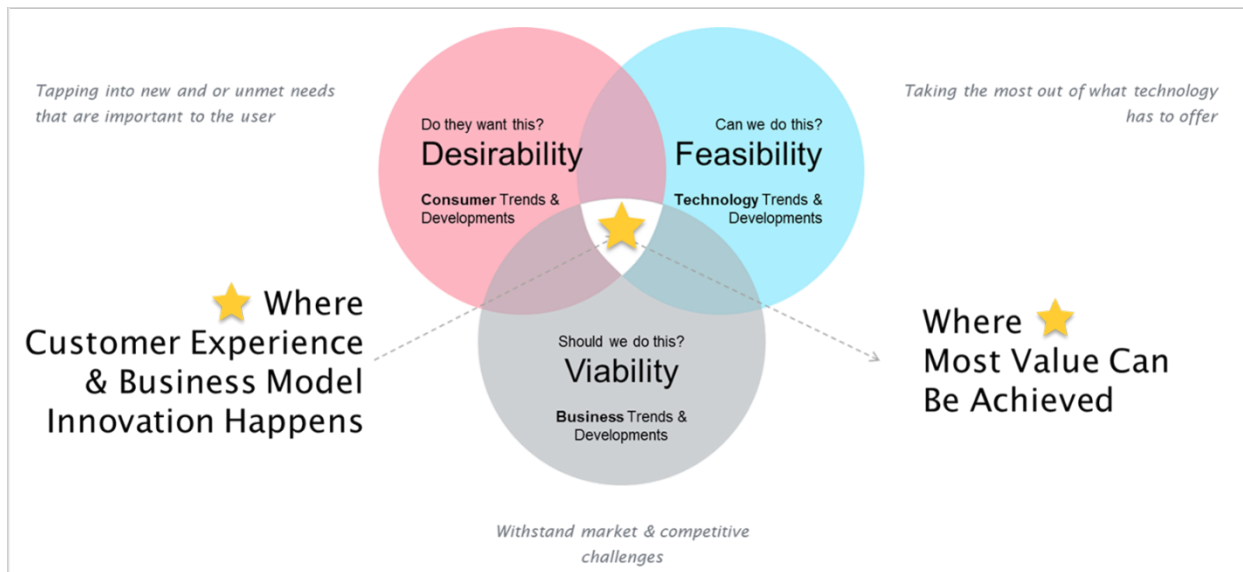 Tapping into new and or unmet needs
that are important to the user
Taking the most out of what technology
has to offer
Do they want this?
Desirability
Consumer Trends &
Developments
Can we do this?
Feasibility
Technology Trends &
Developments
Where
Customer Experience
& Business Model
Innovation Happens
Should we do this?
Viability
Business Trends &
Developments
Where
Most Value Can
Be Achieved
Withstand market & competitive
challenges